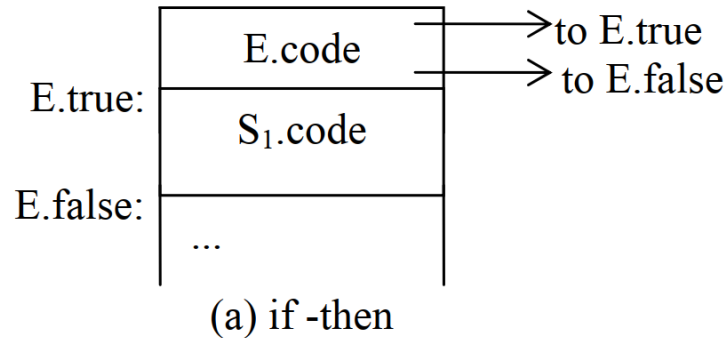 E.code
to E.true
to E.false
E.true:
S₁.code
E.false:
...
(a) if -then